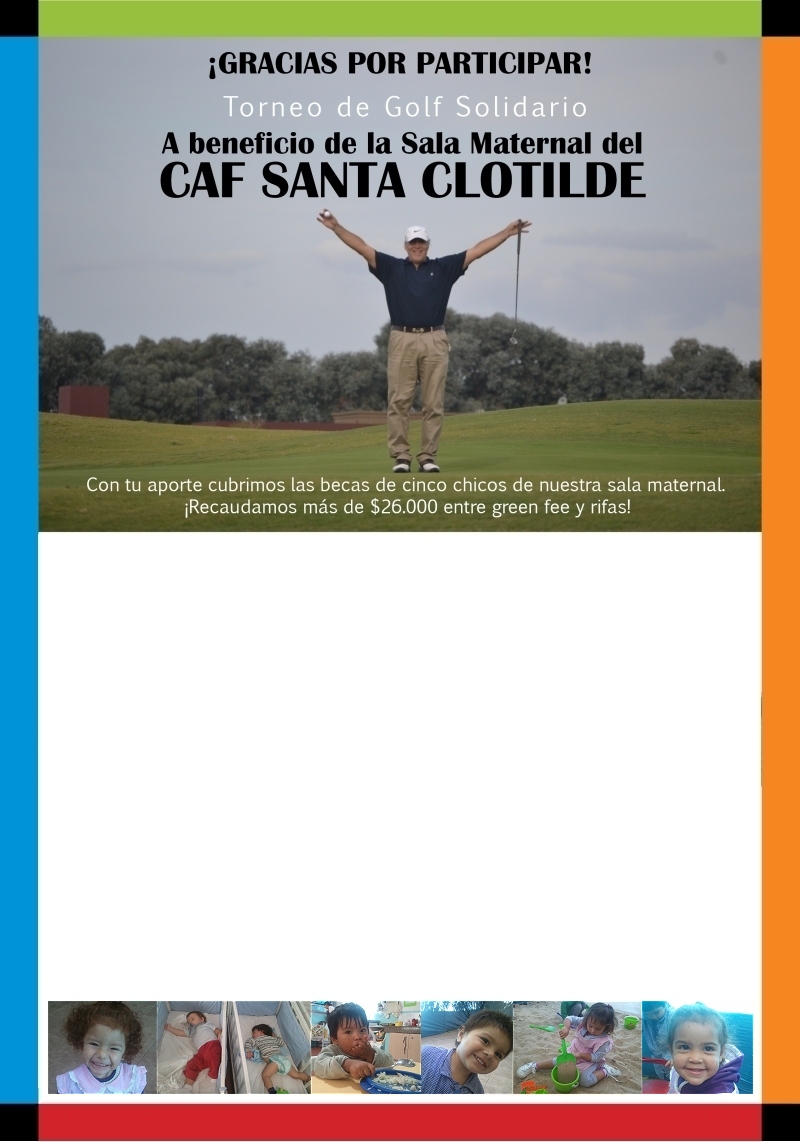 ¡GRACIAS POR PARTICIPAR!
Torneo de Golf Solidario
A beneficio de la Sala Maternal del
CAF SANTA CLOTILDE
Con tu aporte cubrimos las becas de cinco chicos de nuestra sala maternal.
¡Recaudamos más de $26.000 entre green fee y rifas!